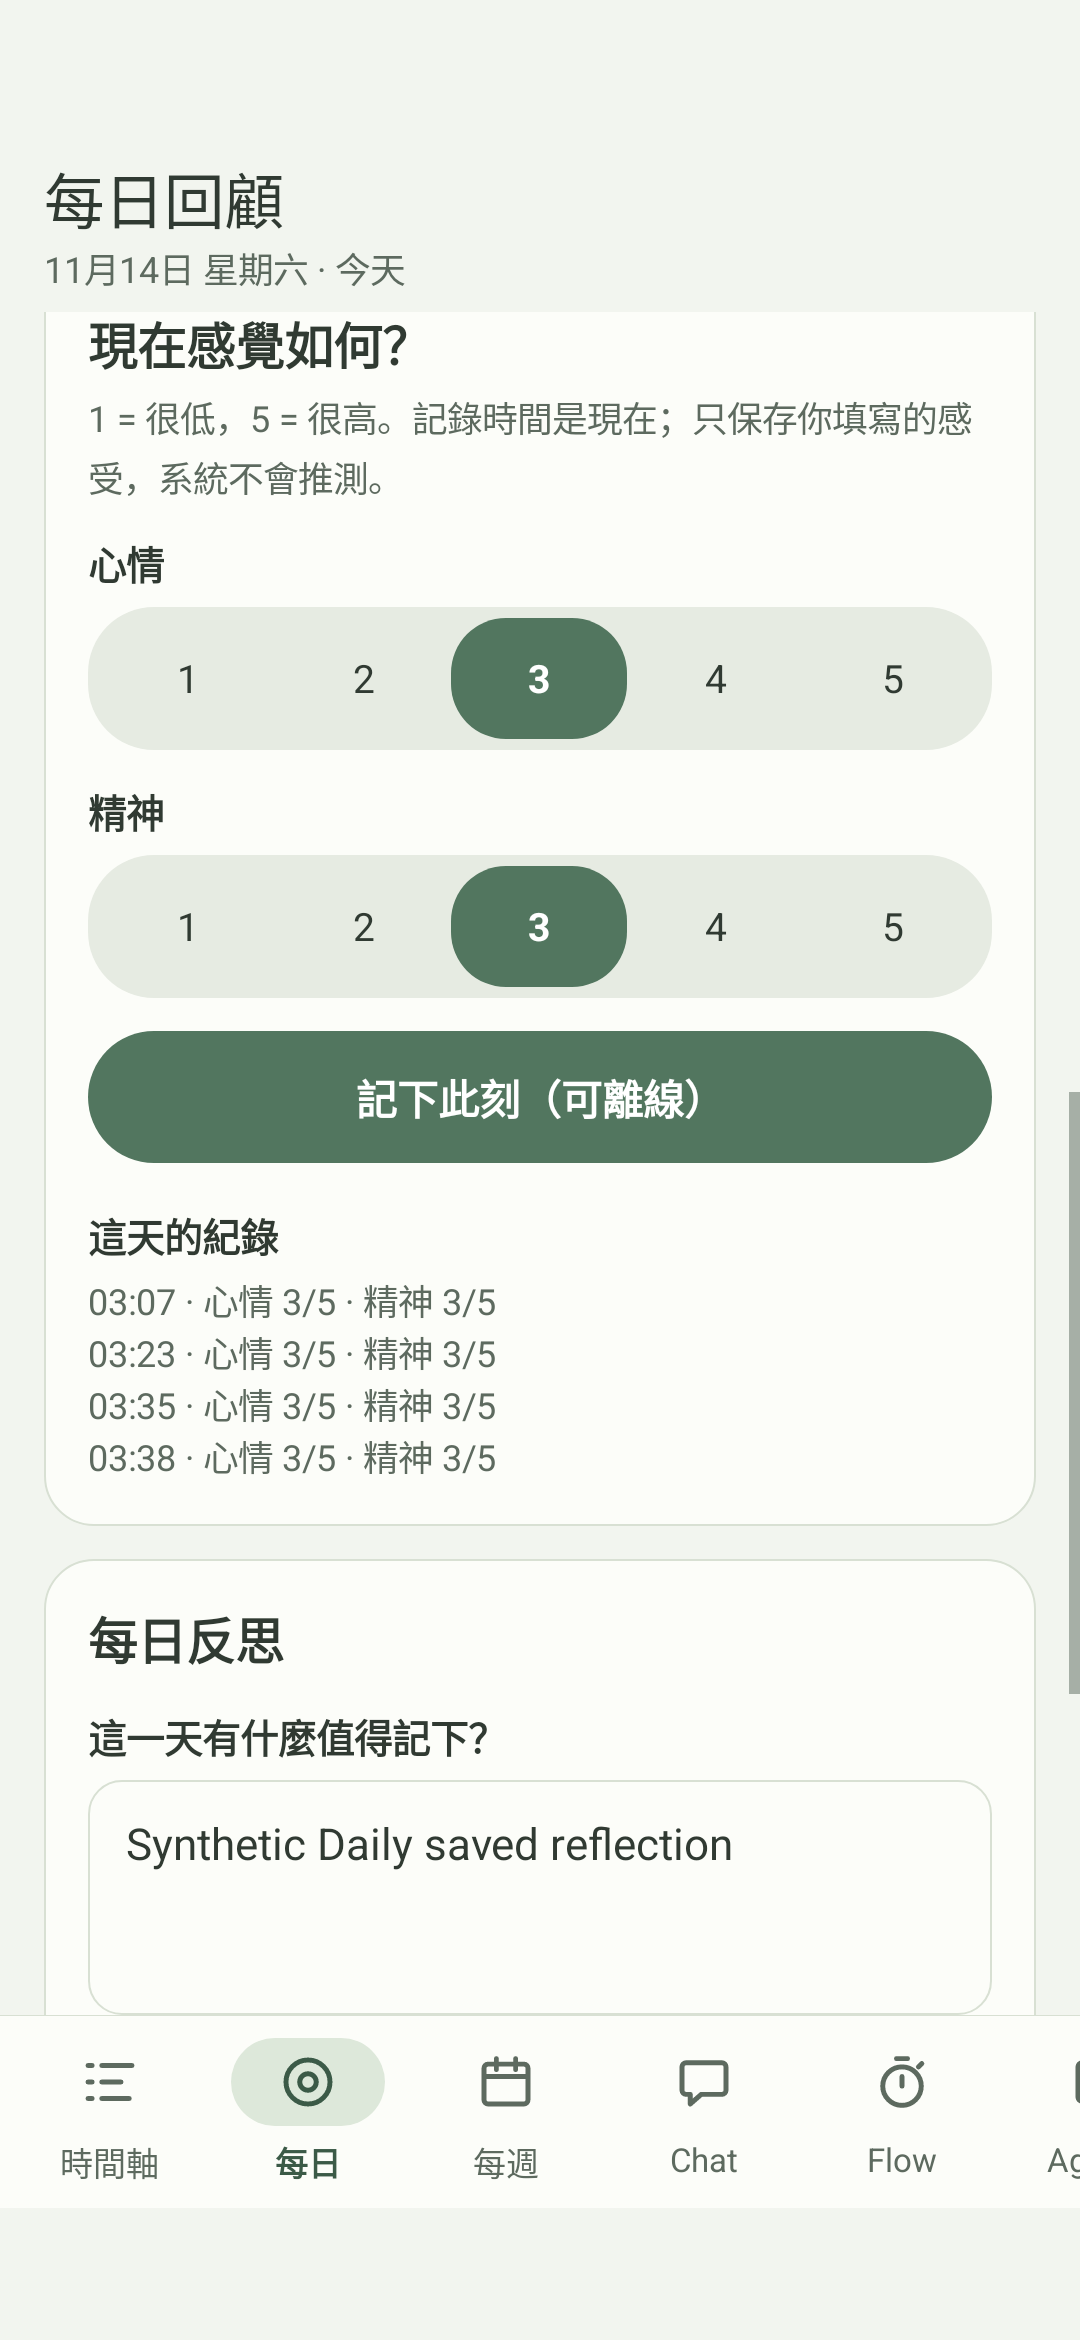 每日回顧
11月14日 星期六 · 今天
現在感覺如何？
1 = 很低，5 = 很高。記錄時間是現在；只保存你填寫的感
受，系統不會推測。
心情
1 2 3 4 5
精神
1 2 3 4 5
記下此刻（可離線）
這天的紀錄
03:07 · 心情 3/5 · 精神 3/5
03:23 · 心情 3/5 · 精神 3/5
03:35 · 心情 3/5 · 精神 3/5
03:38 · 心情 3/5 · 精神 3/5
每日反思
這一天有什麼值得記下？
Synthetic Daily saved reflection
時間軸 每日 每週 Chat Flow